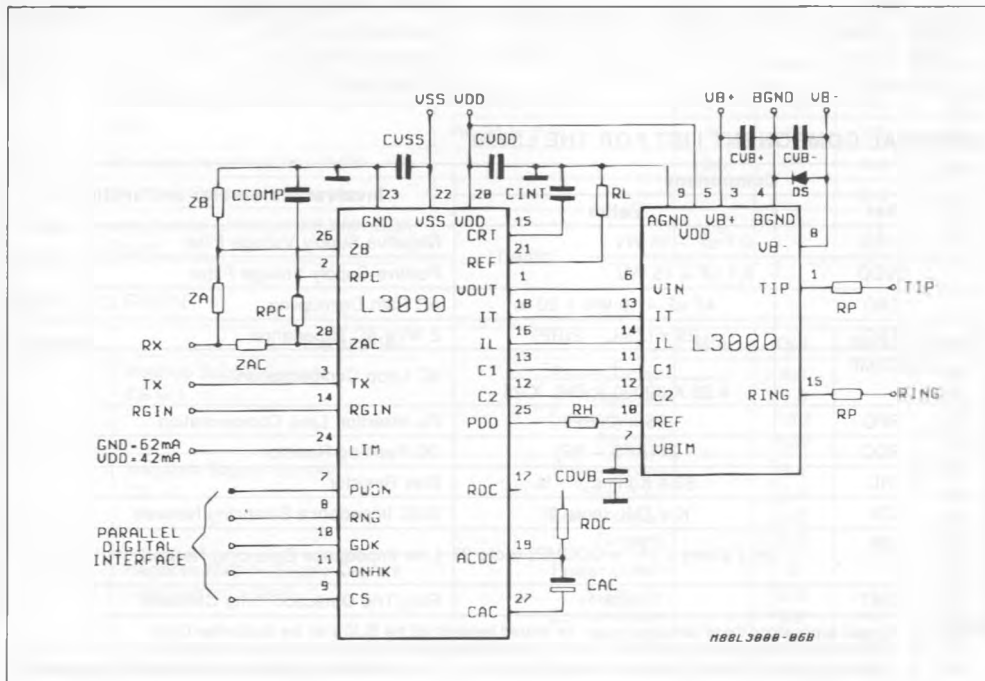 VSS VDD
VB+ BGND VB-
CVSS
CVDD
CVB+ CVB-
CCOMP
CINT
RL
DS
23
22
20
9 5 3 4
ZB
GND VSS VDD
15
AGND VB+ BGND
VDD
8
26
ZB
CRT
21
VB-
2
RPC
REF
1
6
1
ZA
RPC
L3090
VOUT
VIN
TIP
TIP
18
13
RP
28
IT
IT
RX
ZAC
ZAC
16
14
IL
IL
L3000
13
11
TX
TX
C1
C1
15
14
12
12
RING
RING
RGIN
RGIN
C2
C2
RP
25
10
24
PDD
RH
REF
GND=62mA
VDD=42mA
LIM
7
VBIM
7
17
CDVB
PWON
RDC
8
RNG
RDC
PARALLEL
DIGITAL
INTERFACE
10
GDK
19
11
ACDC
ONHK
9
CAC
CS
27
CAC
M88L3000-06B